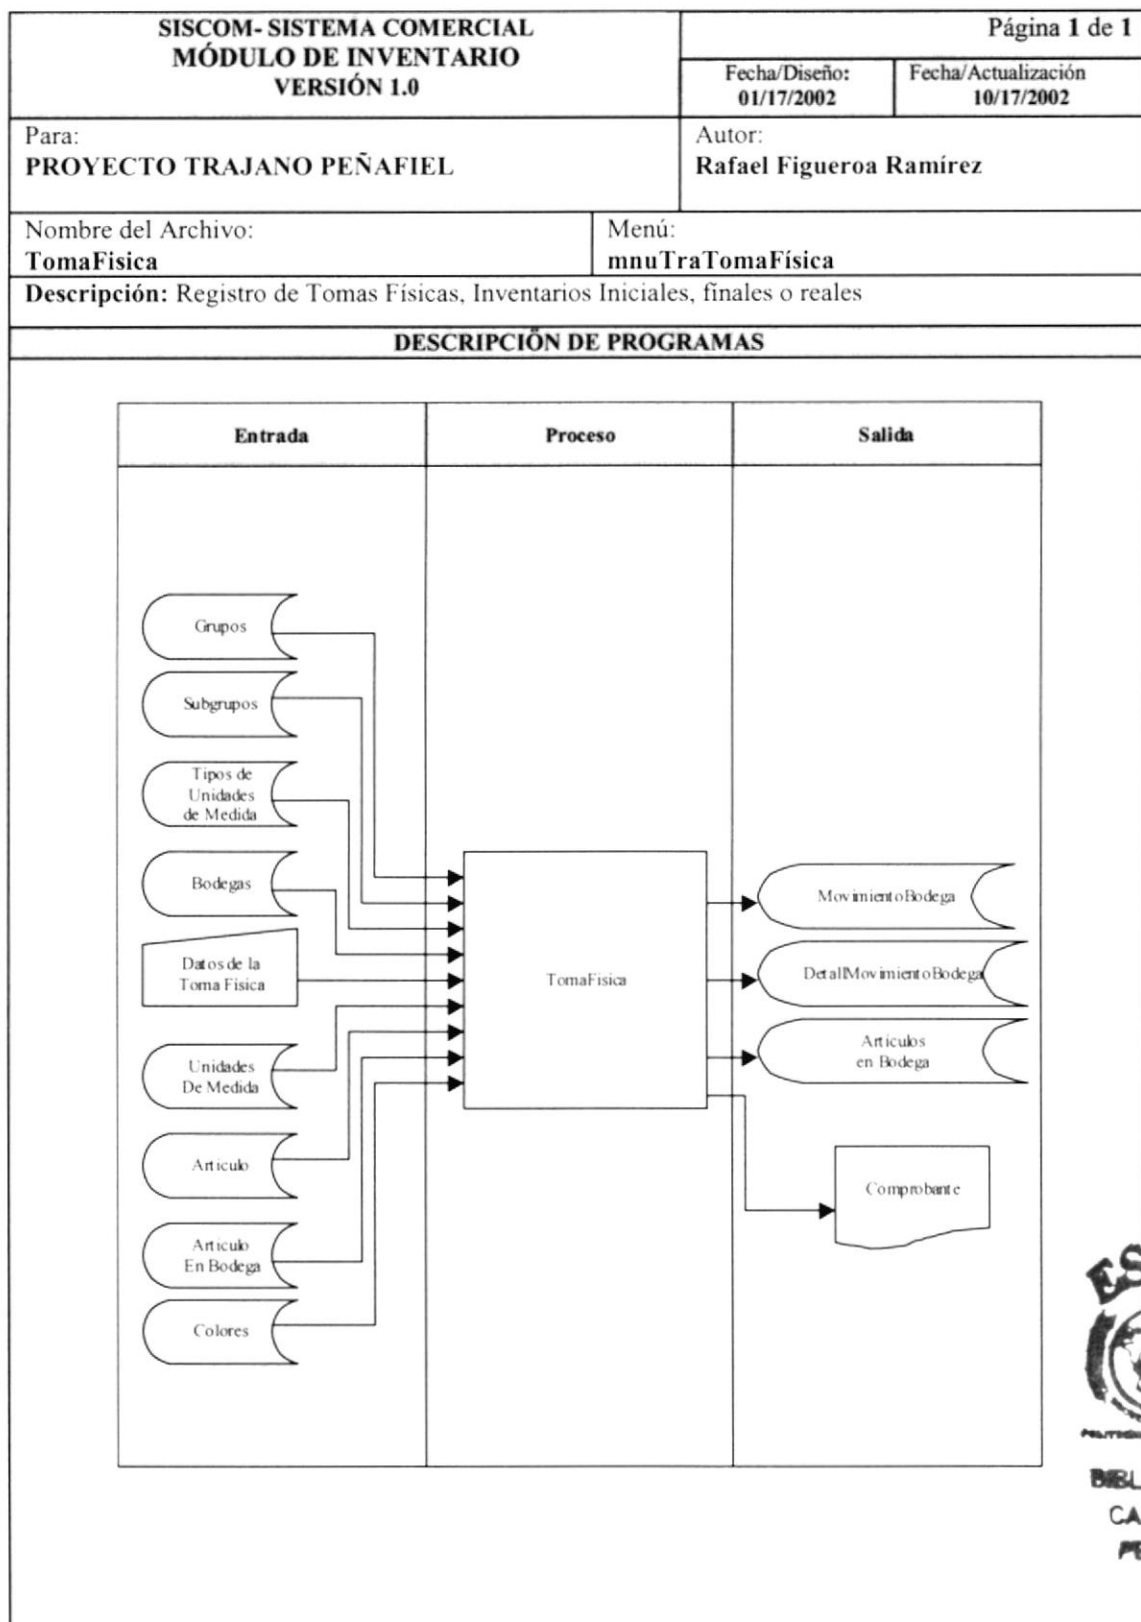 SISCOM- SISTEMA COMERCIAL
MÓDULO DE INVENTARIO
VERSIÓN 1.0
Página 1 de 1
Fecha/Diseño:
01/17/2002
Fecha/Actualización
10/17/2002
Para:
PROYECTO TRAJANO PEÑAFIEL
Autor:
Rafael Figueroa Ramírez
Nombre del Archivo:
TomaFisica
Menú:
mnuTraTomaFísica
Descripción: Registro de Tomas Físicas, Inventarios Iniciales, finales o reales
DESCRIPCIÓN DE PROGRAMAS
Entrada
Proceso
Salida
Grupos
Subgrupos
Tipos de
Unidades
de Medida
Bodegas
Datos de la
Toma Fisica
Unidades
De Medida
Articulo
Articulo
En Bodega
Colores
TomaFisica
MovimientoBodega
DetallMovimientoBodega
Articulos
en Bodega
Comprobante
ES
BIBL
CA